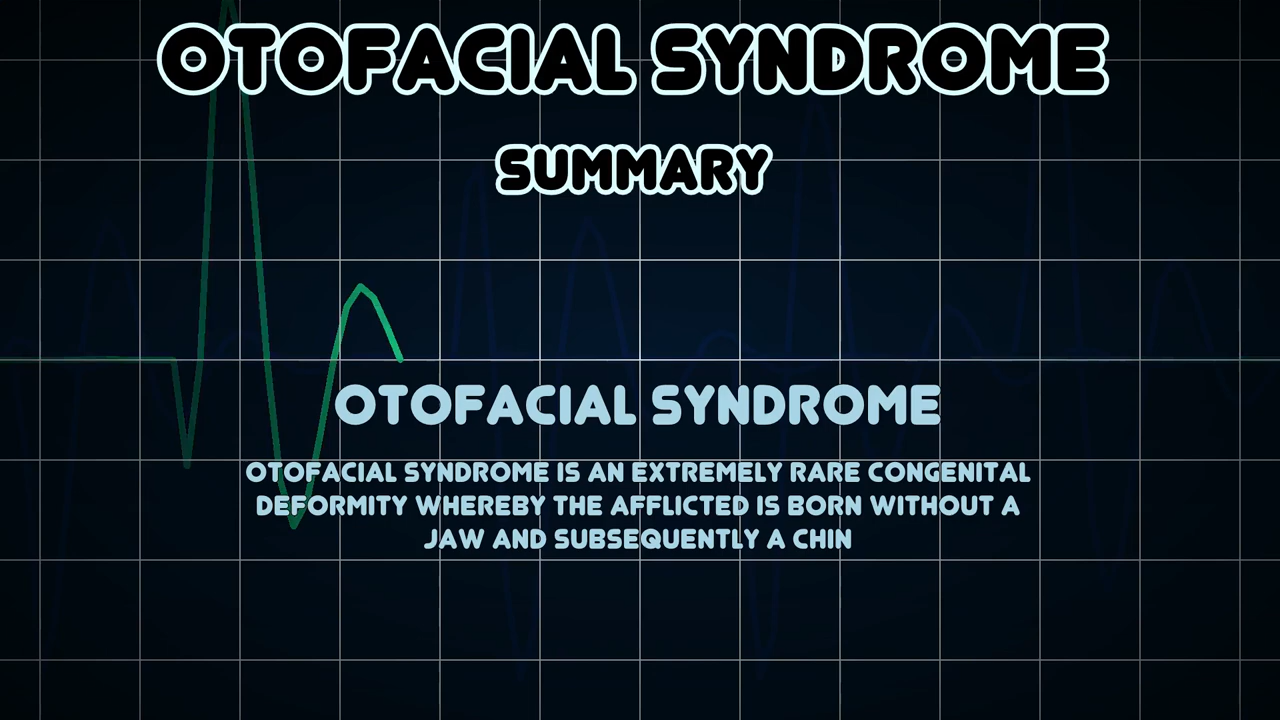 OTOFACIAL SYNDROME
SUMMARY
OTOFACIAL SYNDROME
OTOFACIAL SYNDROME IS AN EXTREMELY RARE CONGENITAL
DEFORMITY WHEREBY THE AFFLICTED IS BORN WITHOUT A
JAW AND SUBSEQUENTLY A CHIN